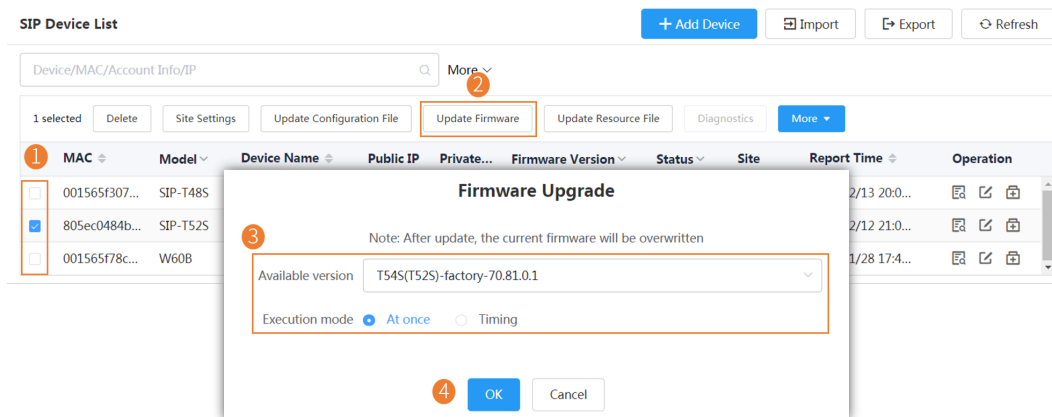 SIP Device List
+ Add Device
Import
Export
Refresh
Device/MAC/Account Info/IP
More
2
1 selected
Delete
Site Settings
Update Configuration File
Update Firmware
Update Resource File
Diagnostics
More
1
MAC
Model
Device Name
Public IP
Private...
Firmware Version
Status
Site
Report Time
Operation
001565f307...
SIP-T48S
2/13 20:0...
805ec0484b...
SIP-T52S
2/12 21:0...
001565f78c...
W60B
1/28 17:4...
Firmware Upgrade
3
Note: After update, the current firmware will be overwritten
Available version
T54S(T52S)-factory-70.81.0.1
Execution mode
At once
Timing
4
OK
Cancel